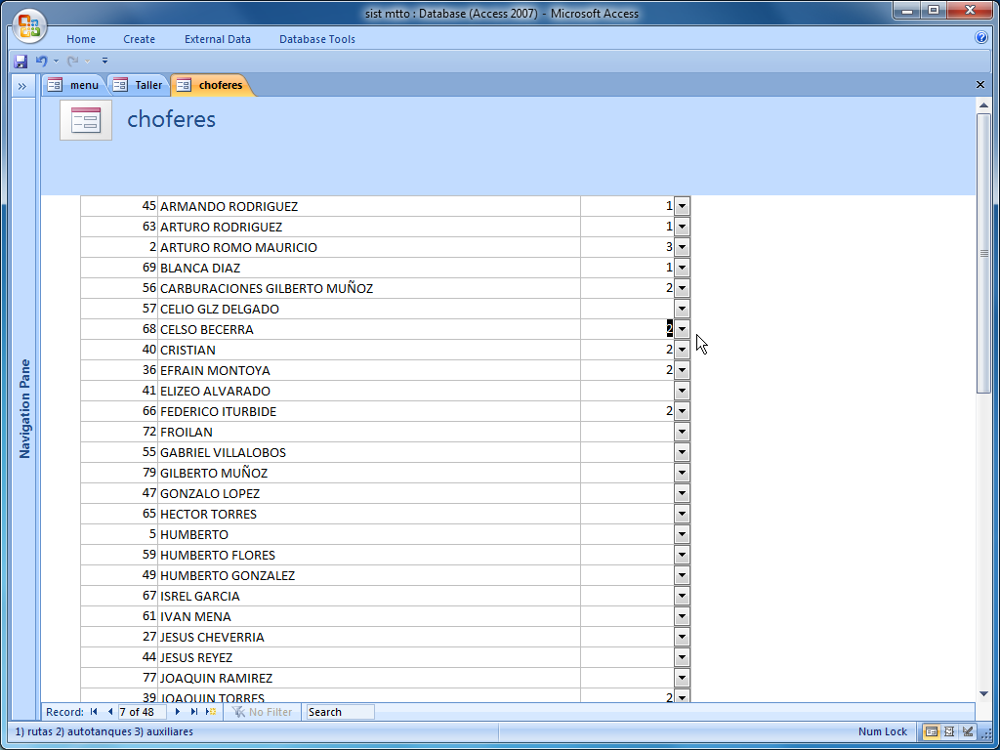 sist mtto : Database (Access 2007) - Microsoft Access
Home Create External Data Database Tools
menu Taller choferes
choferes
45 ARMANDO RODRIGUEZ 1
63 ARTURO RODRIGUEZ 1
2 ARTURO ROMO MAURICIO 3
69 BLANCA DIAZ 1
56 CARBURACIONES GILBERTO MUÑOZ 2
57 CELIO GLZ DELGADO
68 CELSO BECERRA 2
40 CRISTIAN 2
36 EFRAIN MONTOYA 2
41 ELIZEO ALVARADO
66 FEDERICO ITURBIDE 2
72 FROILAN
55 GABRIEL VILLALOBOS
79 GILBERTO MUÑOZ
47 GONZALO LOPEZ
65 HECTOR TORRES
5 HUMBERTO
59 HUMBERTO FLORES
49 HUMBERTO GONZALEZ
67 ISREL GARCIA
61 IVAN MENA
27 JESUS CHEVERRIA
44 JESUS REYEZ
77 JOAQUIN RAMIREZ
39 JOAQUIN TORRES 2
Navigation Pane
Record: 7 of 48 No Filter Search
1) rutas 2) autotanques 3) auxiliares Num Lock